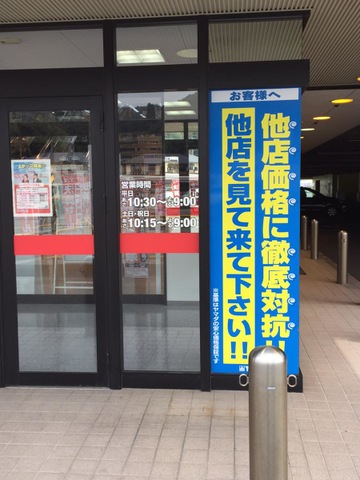 お客様へ
他店価格に徹底対抗!!
他店を見て来て下さい!!
営業時間
平日
10:30〜 9:00
土・日・祝日
10:15〜 9:00